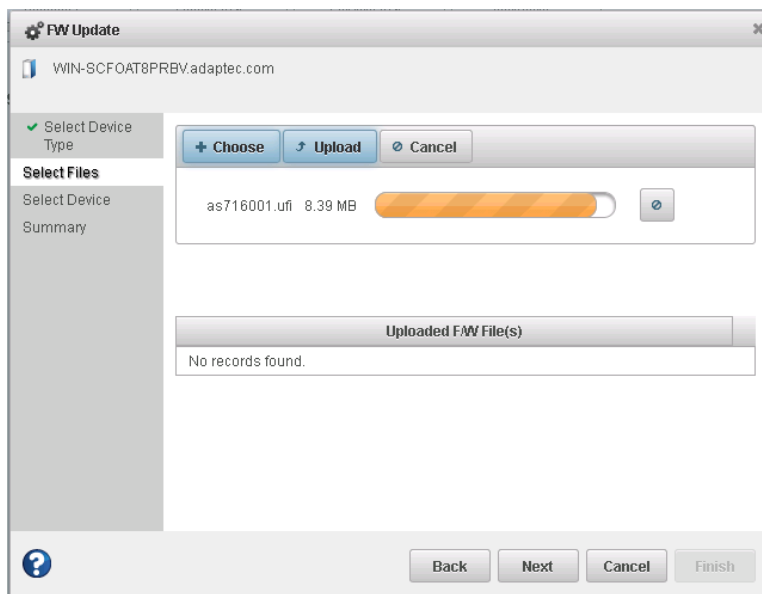 FW Update
WIN-SCFOAT8PRBV.adaptec.com
Select Device
Type
Select Files
Select Device
Summary
Choose Upload Cancel
as716001.ufi 8.39 MB
Uploaded F/W File(s)
No records found.
Back Next Cancel Finish